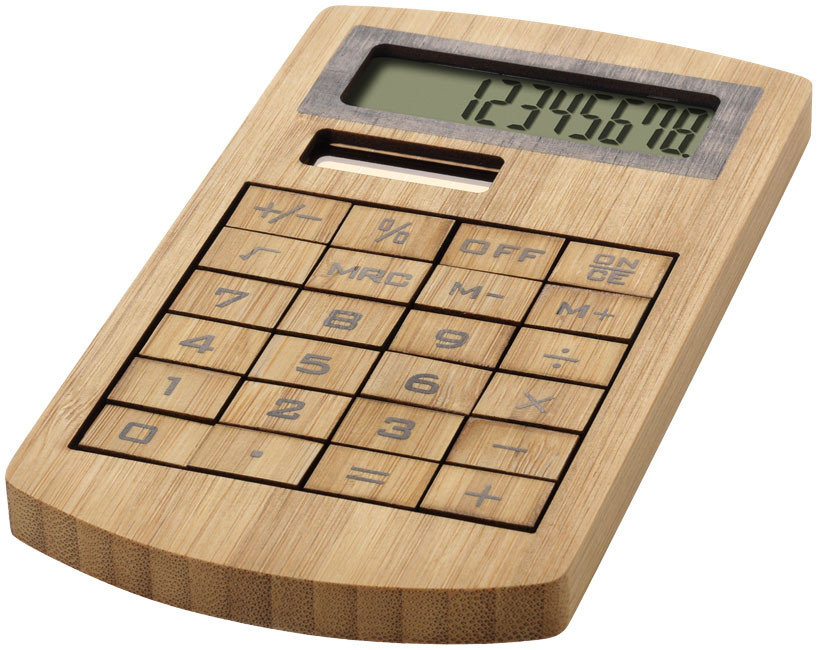 12345678.
+/− % OFF ON/CE
√ MRC M- M+
7 8 9 ÷
4 5 6 ×
1 2 3 −
0 . = +